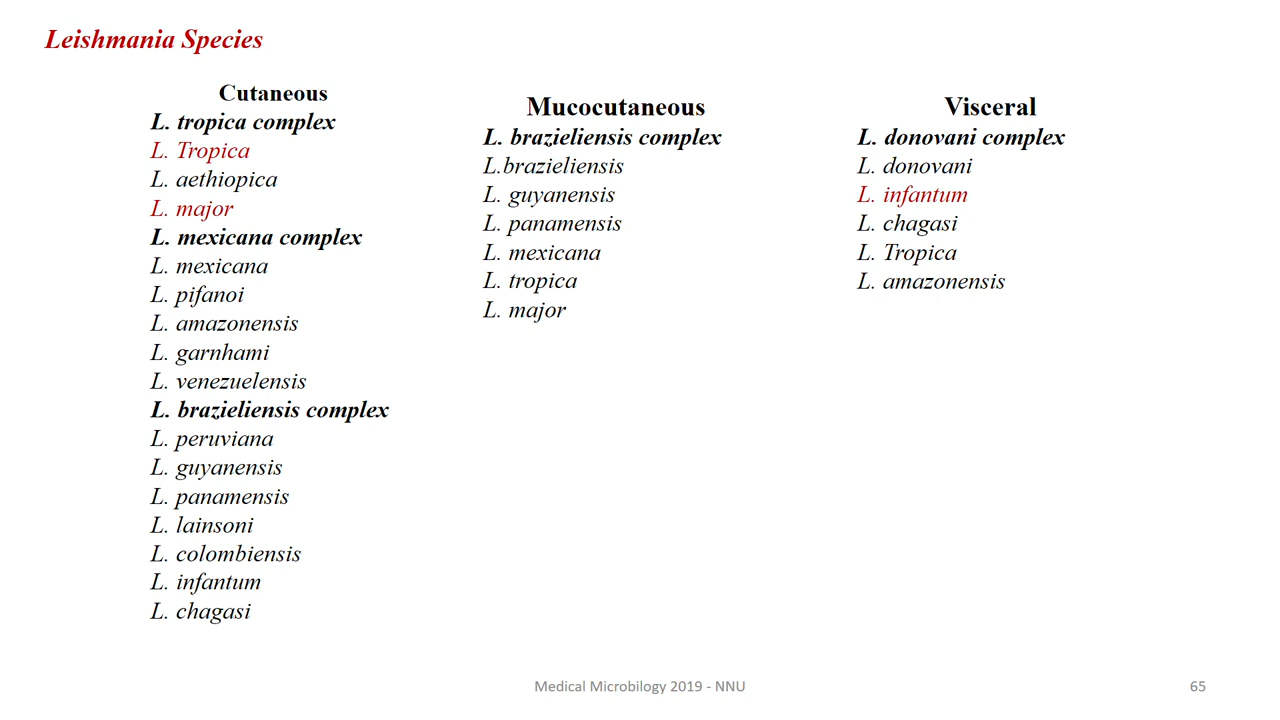 Leishmania Species
Cutaneous
L. tropica complex
L. Tropica
L. aethiopica
L. major
L. mexicana complex
L. mexicana
L. pifanoi
L. amazonensis
L. garnhami
L. venezuelensis
L. brazieliensis complex
L. peruviana
L. guyanensis
L. panamensis
L. lainsoni
L. colombiensis
L. infantum
L. chagasi
Mucocutaneous
L. brazieliensis complex
L.brazieliensis
L. guyanensis
L. panamensis
L. mexicana
L. tropica
L. major
Visceral
L. donovani complex
L. donovani
L. infantum
L. chagasi
L. Tropica
L. amazonensis
Medical Microbilogy 2019 - NNU
65